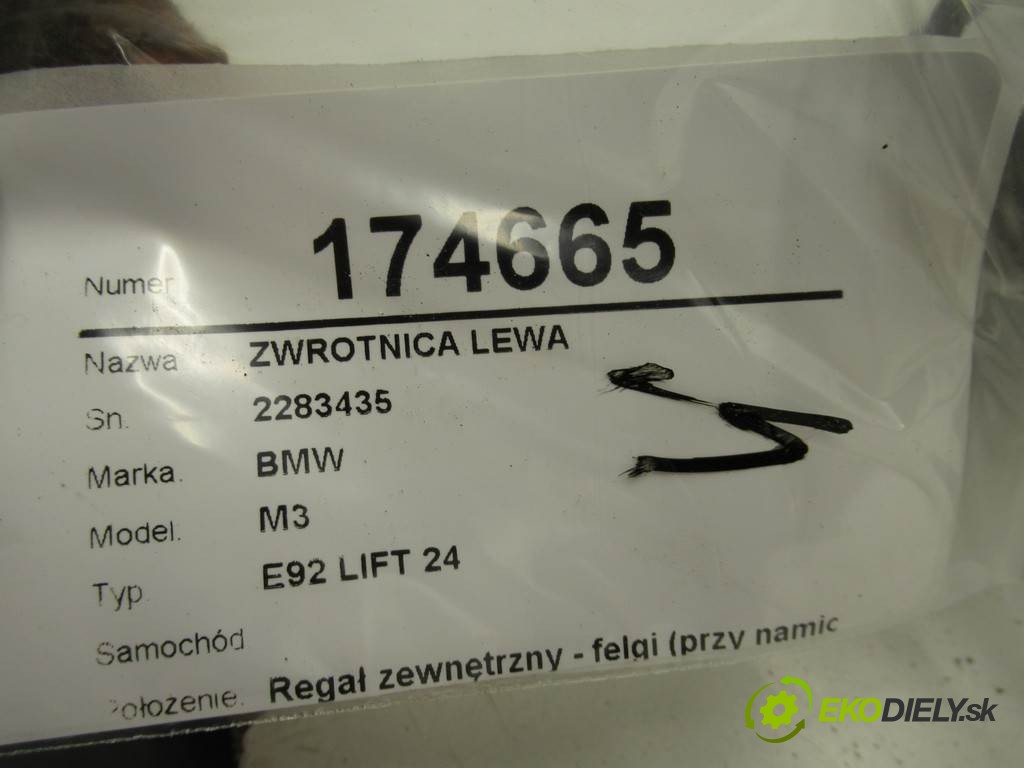 Numer 174665
Nazwa ZWROTNICA LEWA
Sn. 2283435
Marka. BMW
Model. M3
Typ E92 LIFT 24
Samochód
ołożenie. Regał zewnętrzny - felgi (przy namic
EKODIELY.sk